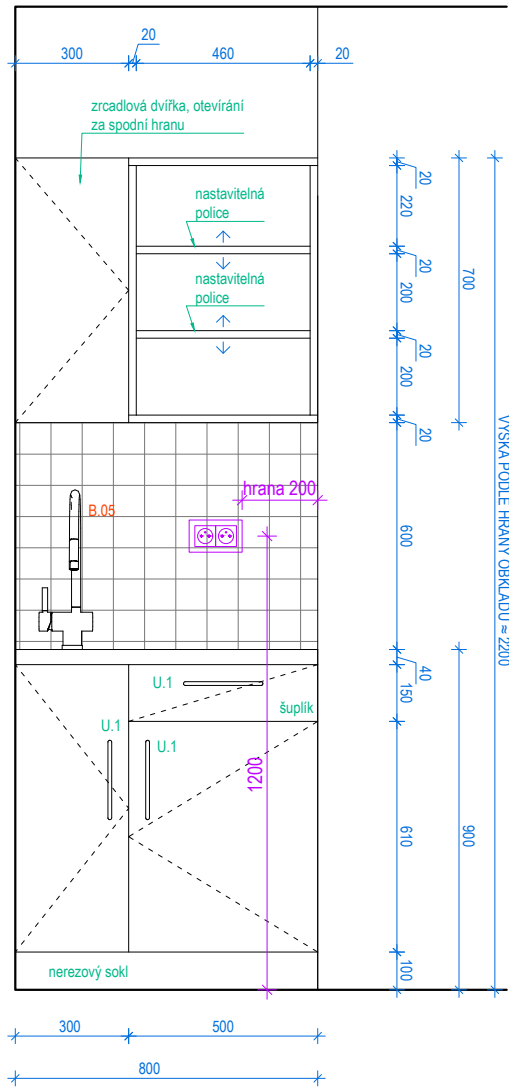 20
300
460
20
zrcadlová dvířka, otevírání
za spodní hranu
nastavitelná
police
nastavitelná
police
20
220
20
200
20
200
20
700
VÝŠKA PODLE HRANY OBKLADU ≈ 2200
hrana 200
B.05
600
40
150
U.1
šuplík
U.1
U.1
1200
610
900
nerezový sokl
100
300
500
800